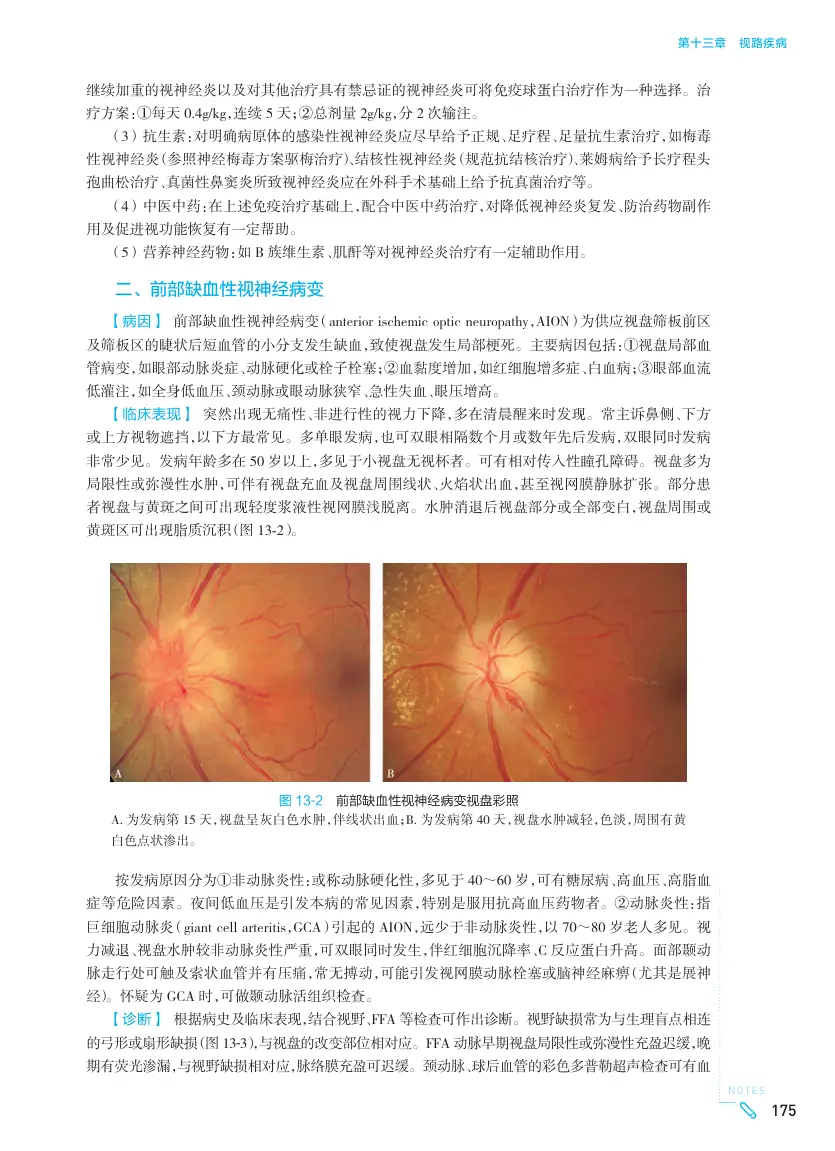 第十三章 视路疾病
继续加重的视神经炎以及对其他治疗具有禁忌证的视神经炎可将免疫球蛋白治疗作为一种选择。治
疗方案:①每天 0.4g/kg,连续 5 天;②总剂量 2g/kg,分 2 次输注。
(3)抗生素:对明确病原体的感染性视神经炎应尽早给予正规、足疗程、足量抗生素治疗,如梅毒
性视神经炎(参照神经梅毒方案驱梅治疗)、结核性视神经炎(规范抗结核治疗)、莱姆病给予长疗程头
孢曲松治疗、真菌性鼻窦炎所致视神经炎应在外科手术基础上给予抗真菌治疗等。
(4)中医中药:在上述免疫治疗基础上,配合中医中药治疗,对降低视神经炎复发、防治药物副作
用及促进视功能恢复有一定帮助。
(5)营养神经药物:如 B 族维生素、肌酐等对视神经炎治疗有一定辅助作用。
二、前部缺血性视神经病变
【病因】 前部缺血性视神经病变(anterior ischemic optic neuropathy,AION)为供应视盘筛板前区
及筛板区的睫状后短血管的小分支发生缺血,致使视盘发生局部梗死。主要病因包括:①视盘局部血
管病变,如眼部动脉炎症、动脉硬化或栓子栓塞;②血黏度增加,如红细胞增多症、白血病;③眼部血流
低灌注,如全身低血压、颈动脉或眼动脉狭窄、急性失血、眼压增高。
【临床表现】 突然出现无痛性、非进行性的视力下降,多在清晨醒来时发现。常主诉鼻侧、下方
或上方视物遮挡,以下方最常见。多单眼发病,也可双眼相隔数个月或数年先后发病,双眼同时发病
非常少见。发病年龄多在 50 岁以上,多见于小视盘无视杯者。可有相对传入性瞳孔障碍。视盘多为
局限性或弥漫性水肿,可伴有视盘充血及视盘周围线状、火焰状出血,甚至视网膜静脉扩张。部分患
者视盘与黄斑之间可出现轻度浆液性视网膜浅脱离。水肿消退后视盘部分或全部变白,视盘周围或
黄斑区可出现脂质沉积(图 13-2)。
A
B
图 13-2 前部缺血性视神经病变视盘彩照
A. 为发病第 15 天,视盘呈灰白色水肿,伴线状出血;B. 为发病第 40 天,视盘水肿减轻,色淡,周围有黄
白色点状渗出。
按发病原因分为①非动脉炎性:或称动脉硬化性,多见于 40～60 岁,可有糖尿病、高血压、高脂血
症等危险因素。夜间低血压是引发本病的常见因素,特别是服用抗高血压药物者。②动脉炎性:指
巨细胞动脉炎(giant cell arteritis,GCA)引起的 AION,远少于非动脉炎性,以 70～80 岁老人多见。视
力减退、视盘水肿较非动脉炎性严重,可双眼同时发生,伴红细胞沉降率、C 反应蛋白升高。面部颞动
脉走行处可触及索状血管并有压痛,常无搏动,可能引发视网膜动脉栓塞或脑神经麻痹(尤其是展神
经)。怀疑为 GCA 时,可做颞动脉活组织检查。
【诊断】 根据病史及临床表现,结合视野、FFA 等检查可作出诊断。视野缺损常为与生理盲点相连
的弓形或扇形缺损(图 13-3),与视盘的改变部位相对应。FFA 动脉早期视盘局限性或弥漫性充盈迟缓,晚
期有荧光渗漏,与视野缺损相对应,脉络膜充盈可迟缓。颈动脉、球后血管的彩色多普勒超声检查可有血
NOTES
175